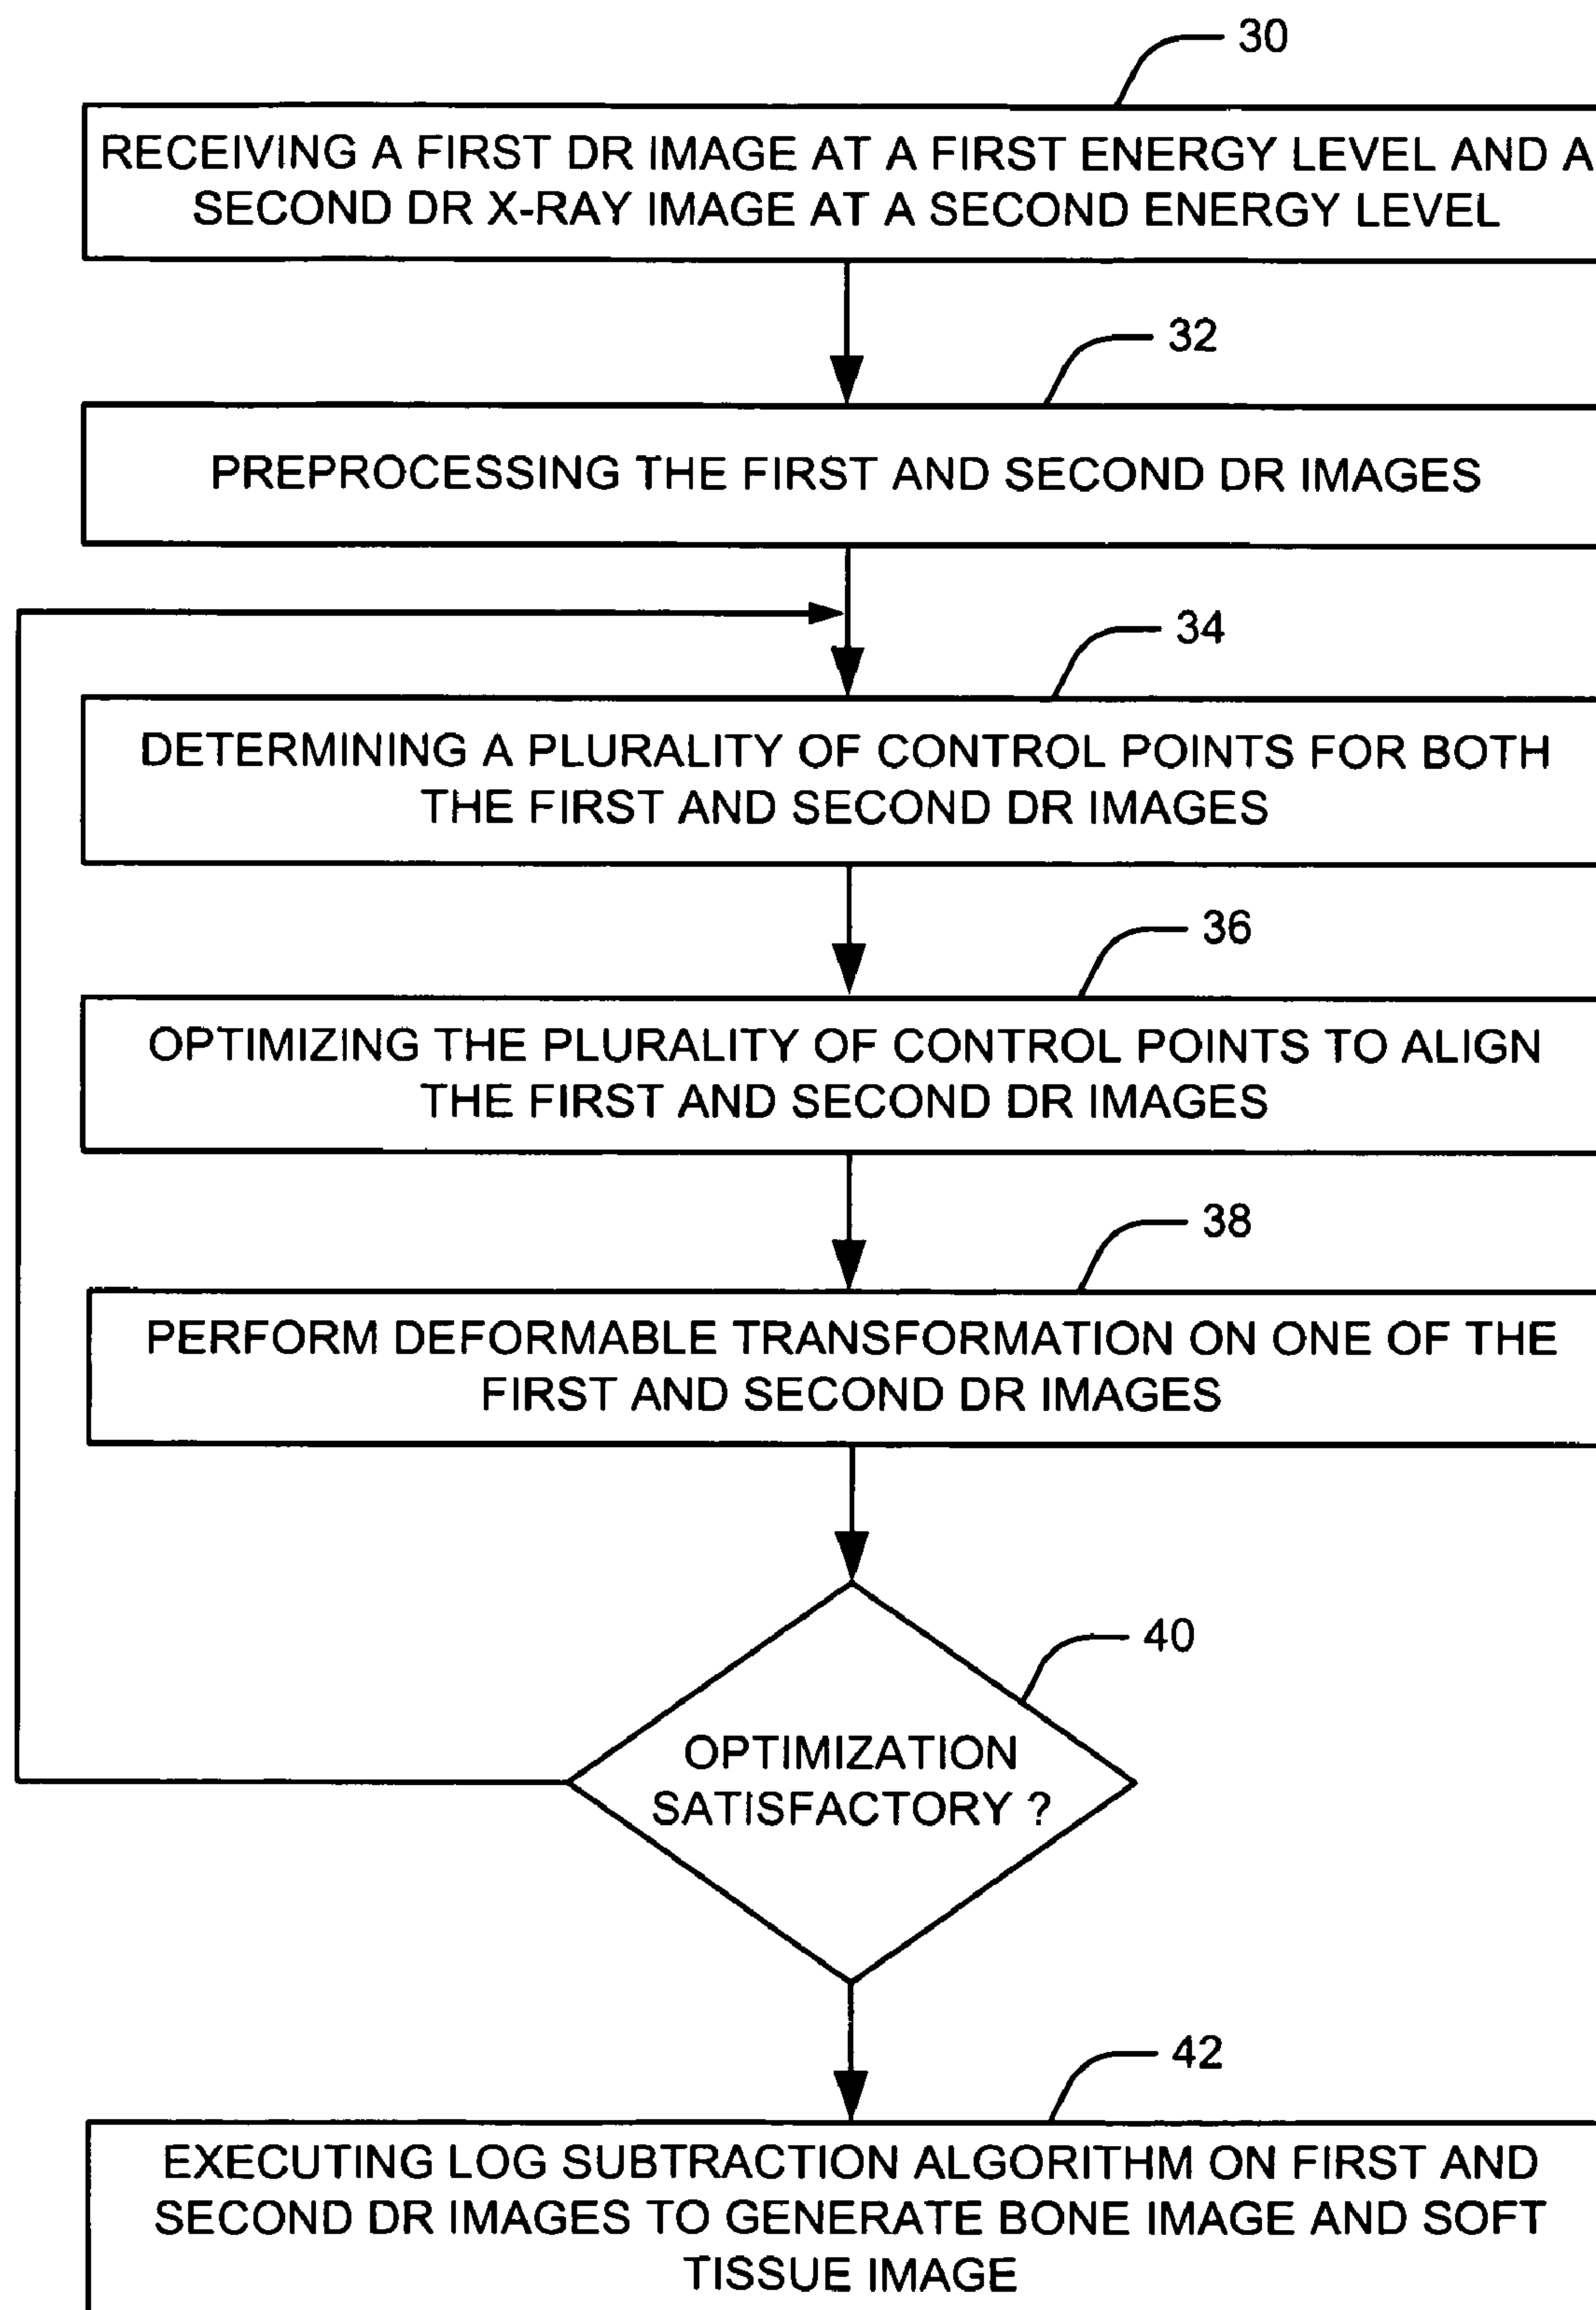 30
RECEIVING A FIRST DR IMAGE AT A FIRST ENERGY LEVEL AND A
SECOND DR X-RAY IMAGE AT A SECOND ENERGY LEVEL
32
PREPROCESSING THE FIRST AND SECOND DR IMAGES
34
DETERMINING A PLURALITY OF CONTROL POINTS FOR BOTH
THE FIRST AND SECOND DR IMAGES
36
OPTIMIZING THE PLURALITY OF CONTROL POINTS TO ALIGN
THE FIRST AND SECOND DR IMAGES
38
PERFORM DEFORMABLE TRANSFORMATION ON ONE OF THE
FIRST AND SECOND DR IMAGES
40
OPTIMIZATION
SATISFACTORY ?
42
EXECUTING LOG SUBTRACTION ALGORITHM ON FIRST AND
SECOND DR IMAGES TO GENERATE BONE IMAGE AND SOFT
TISSUE IMAGE